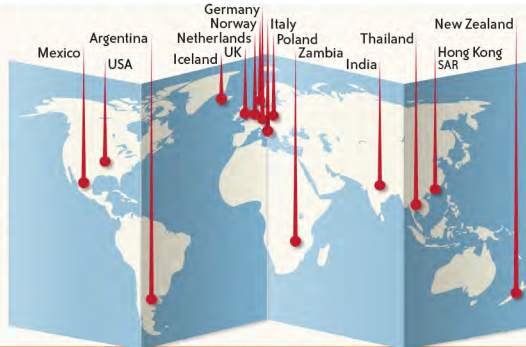 Germany
Norway
Netherlands
Iceland UK
Italy
Poland
Zambia
Argentina
Mexico
USA
Thailand
India
New Zealand
Hong Kong
SAR